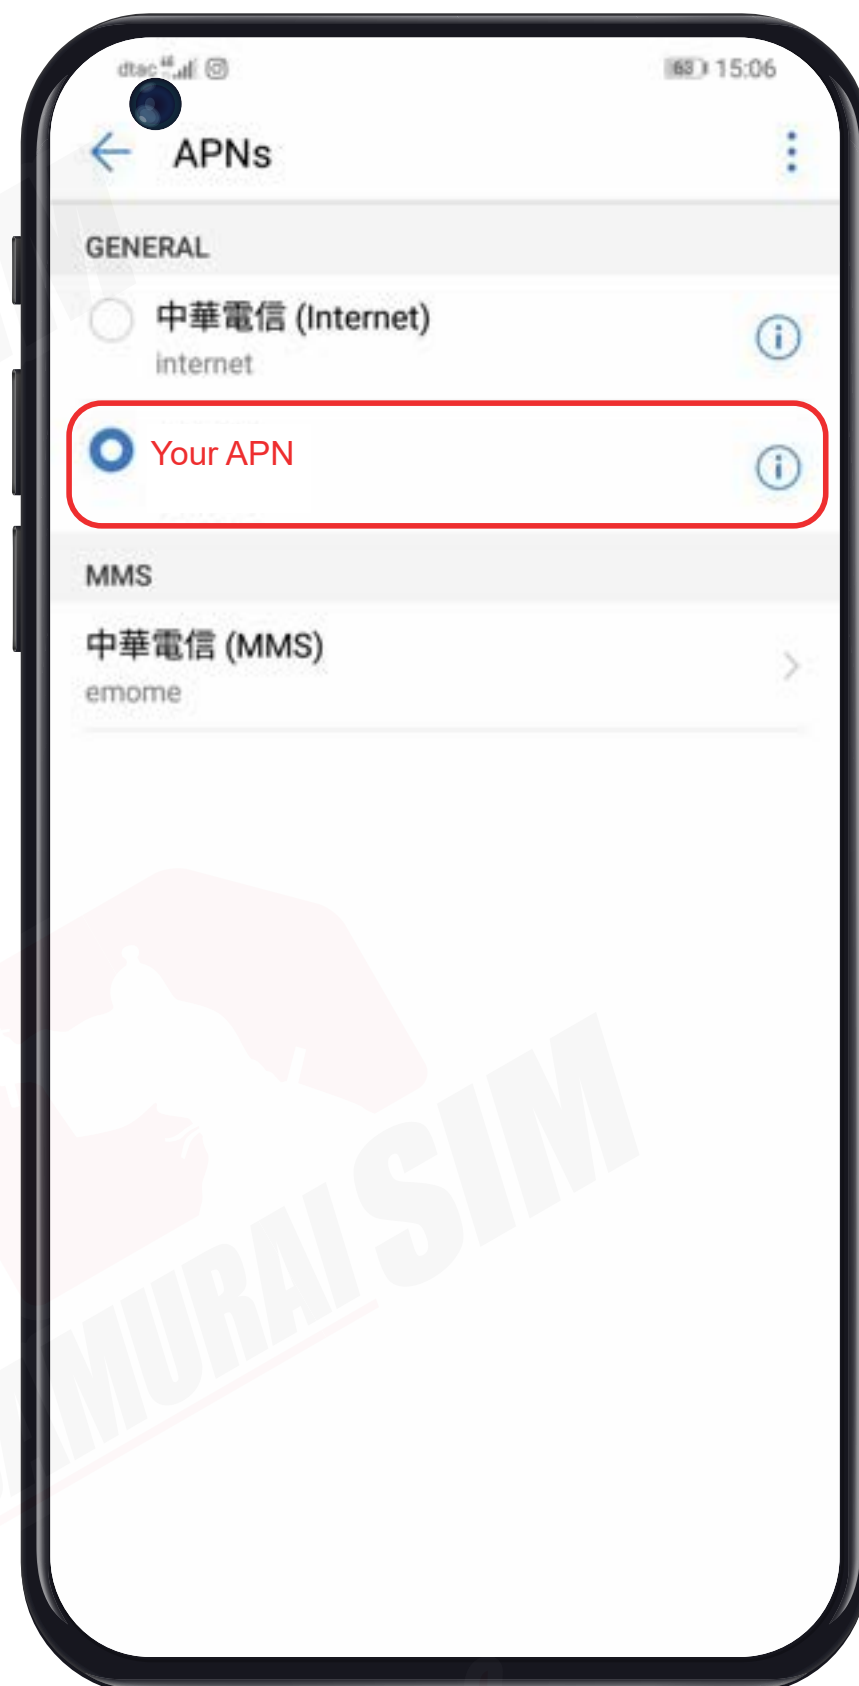 dtac 63 15:06
APNs
GENERAL
中華電信 (Internet)
internet
Your APN
MMS
中華電信 (MMS)
emome
SAMURAI SIM